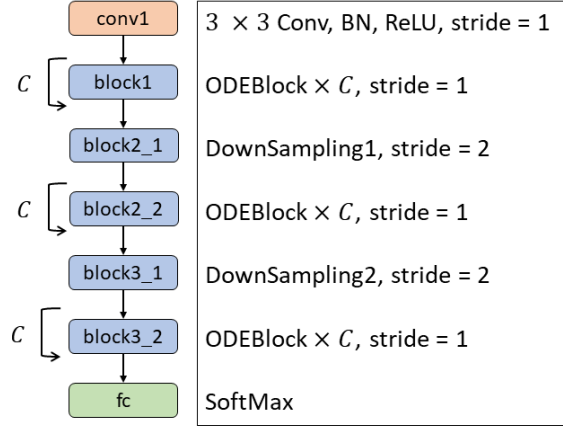 conv1 3 × 3 Conv, BN, ReLU, stride = 1
C block1 ODEBlock × C, stride = 1
block2_1 DownSampling1, stride = 2
C block2_2 ODEBlock × C, stride = 1
block3_1 DownSampling2, stride = 2
C block3_2 ODEBlock × C, stride = 1
fc SoftMax